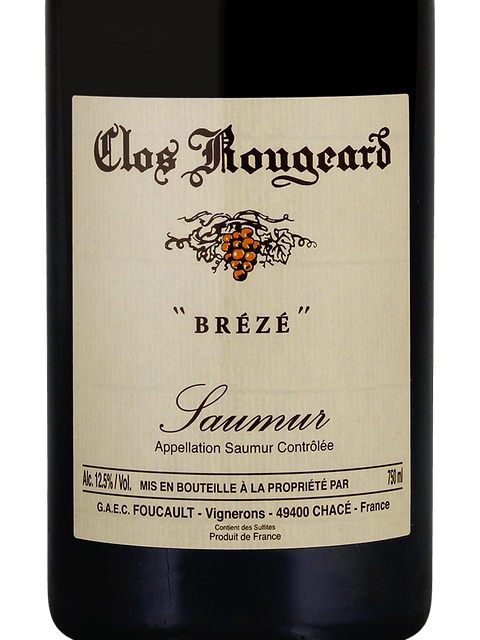 Clos Rougeard
"BRÉZÉ"
Saumur
Appellation Saumur Contrôlée
Alc. 12.5% / Vol. MIS EN BOUTEILLE À LA PROPRIÉTÉ PAR 750 ml
G.A.E.C. FOUCAULT - Vignerons - 49400 CHACÉ - France
Contient des Sulfites
Produit de France